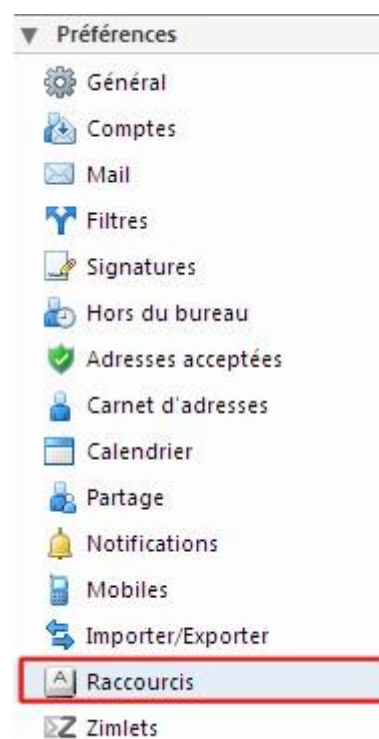 Préférences
Général
Comptes
Mail
Filtres
Signatures
Hors du bureau
Adresses acceptées
Carnet d'adresses
Calendrier
Partage
Notifications
Mobiles
Importer/Exporter
A Raccourcis
Z Zimlets